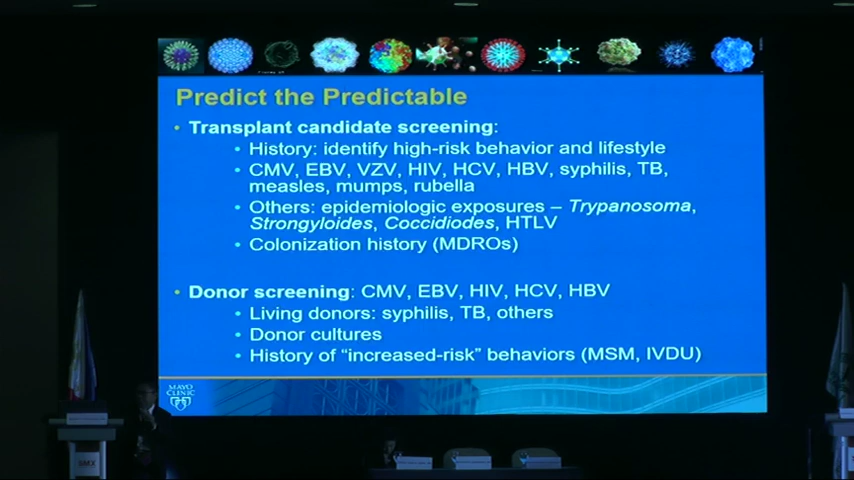 Predict the Predictable
• Transplant candidate screening:
• History: identify high-risk behavior and lifestyle
• CMV, EBV, VZV, HIV, HCV, HBV, syphilis, TB,
measles, mumps, rubella
• Others: epidemiologic exposures – Trypanosoma,
Strongyloides, Coccidiodes, HTLV
• Colonization history (MDROs)
• Donor screening: CMV, EBV, HIV, HCV, HBV
• Living donors: syphilis, TB, others
• Donor cultures
• History of “increased-risk” behaviors (MSM, IVDU)
MAYO
CLINIC